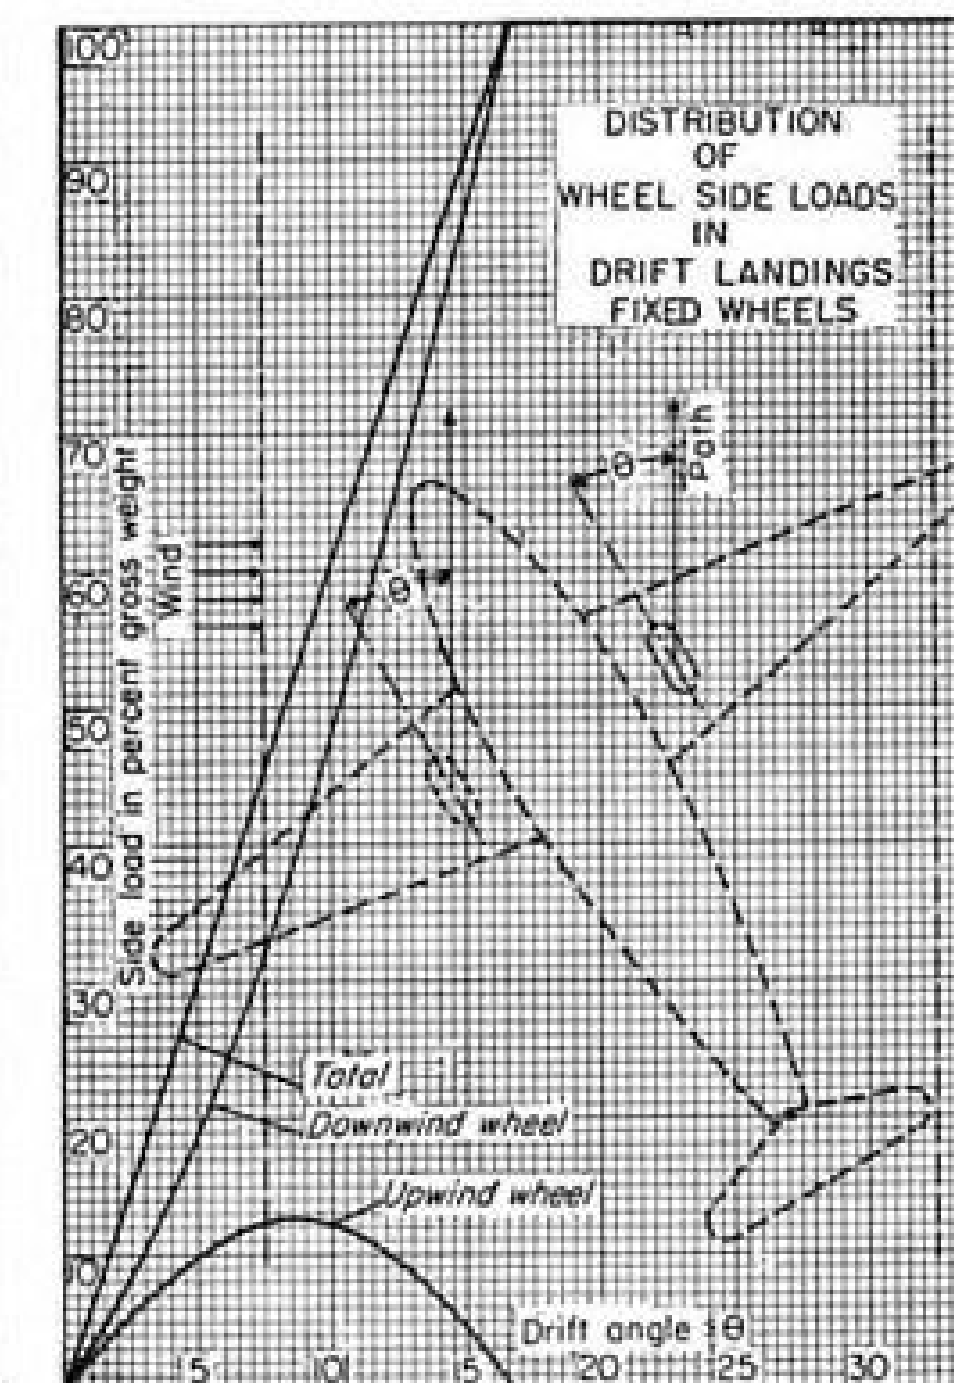 100
DISTRIBUTION
OF
WHEEL SIDE LOADS
IN
DRIFT LANDINGS
FIXED WHEELS
90
80
70
60
50
40
30
20
10
Side load in percent gross weight
Wind
θ
θ
Path
Total
Downwind wheel
Upwind wheel
Drift angle θ
5
10
5
20
25
30